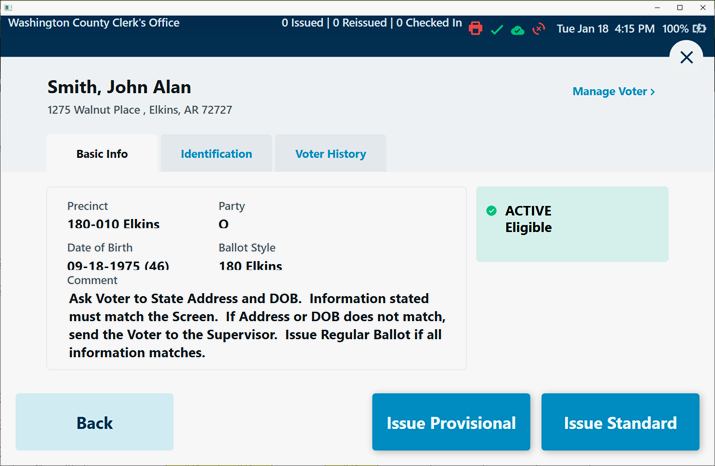 Washington County Clerk's Office
0 Issued | 0 Reissued | 0 Checked In
Tue Jan 18 4:15 PM 100%
Smith, John Alan
1275 Walnut Place , Elkins, AR 72727
Manage Voter >
Basic Info
Identification
Voter History
Precinct
180-010 Elkins
Party
O
Date of Birth
09-18-1975 (46)
Ballot Style
180 Elkins
Comment
Ask Voter to State Address and DOB. Information stated
must match the Screen. If Address or DOB does not match,
send the Voter to the Supervisor. Issue Regular Ballot if all
information matches.
ACTIVE
Eligible
Back
Issue Provisional
Issue Standard